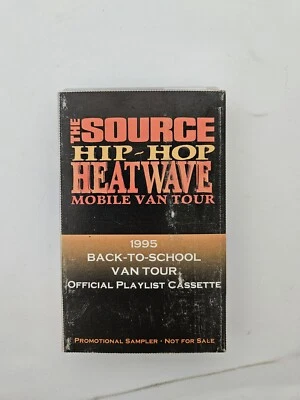 THE SOURCE
HIP-HOP
HEATWAVE
MOBILE VAN TOUR
1995
BACK-TO-SCHOOL
VAN TOUR
OFFICIAL PLAYLIST CASSETTE
PROMOTIONAL SAMPLER · NOT FOR SALE